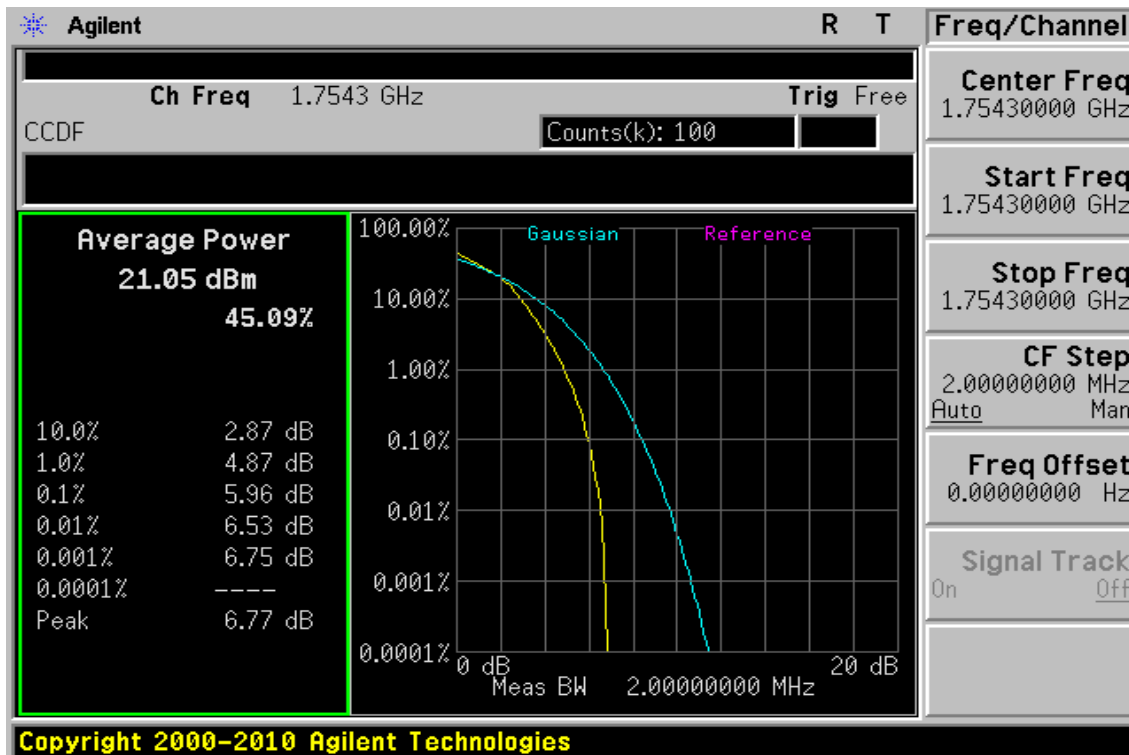 Agilent R T
Ch Freq 1.7543 GHz Trig Free
CCDF Counts(k): 100
Average Power
21.05 dBm
45.09%
10.0% 2.87 dB
1.0% 4.87 dB
0.1% 5.96 dB
0.01% 6.53 dB
0.001% 6.75 dB
0.0001% ----
Peak 6.77 dB
Gaussian Reference
100.00%
10.00%
1.00%
0.10%
0.01%
0.001%
0.0001%
0 dB 20 dB
Meas BW 2.000000000 MHz
Freq/Channel
Center Freq
1.75430000 GHz
Start Freq
1.75430000 GHz
Stop Freq
1.75430000 GHz
CF Step
2.00000000 MHz
Auto Man
Freq Offset
0.00000000 Hz
Signal Track
On Off
Copyright 2000-2010 Agilent Technologies